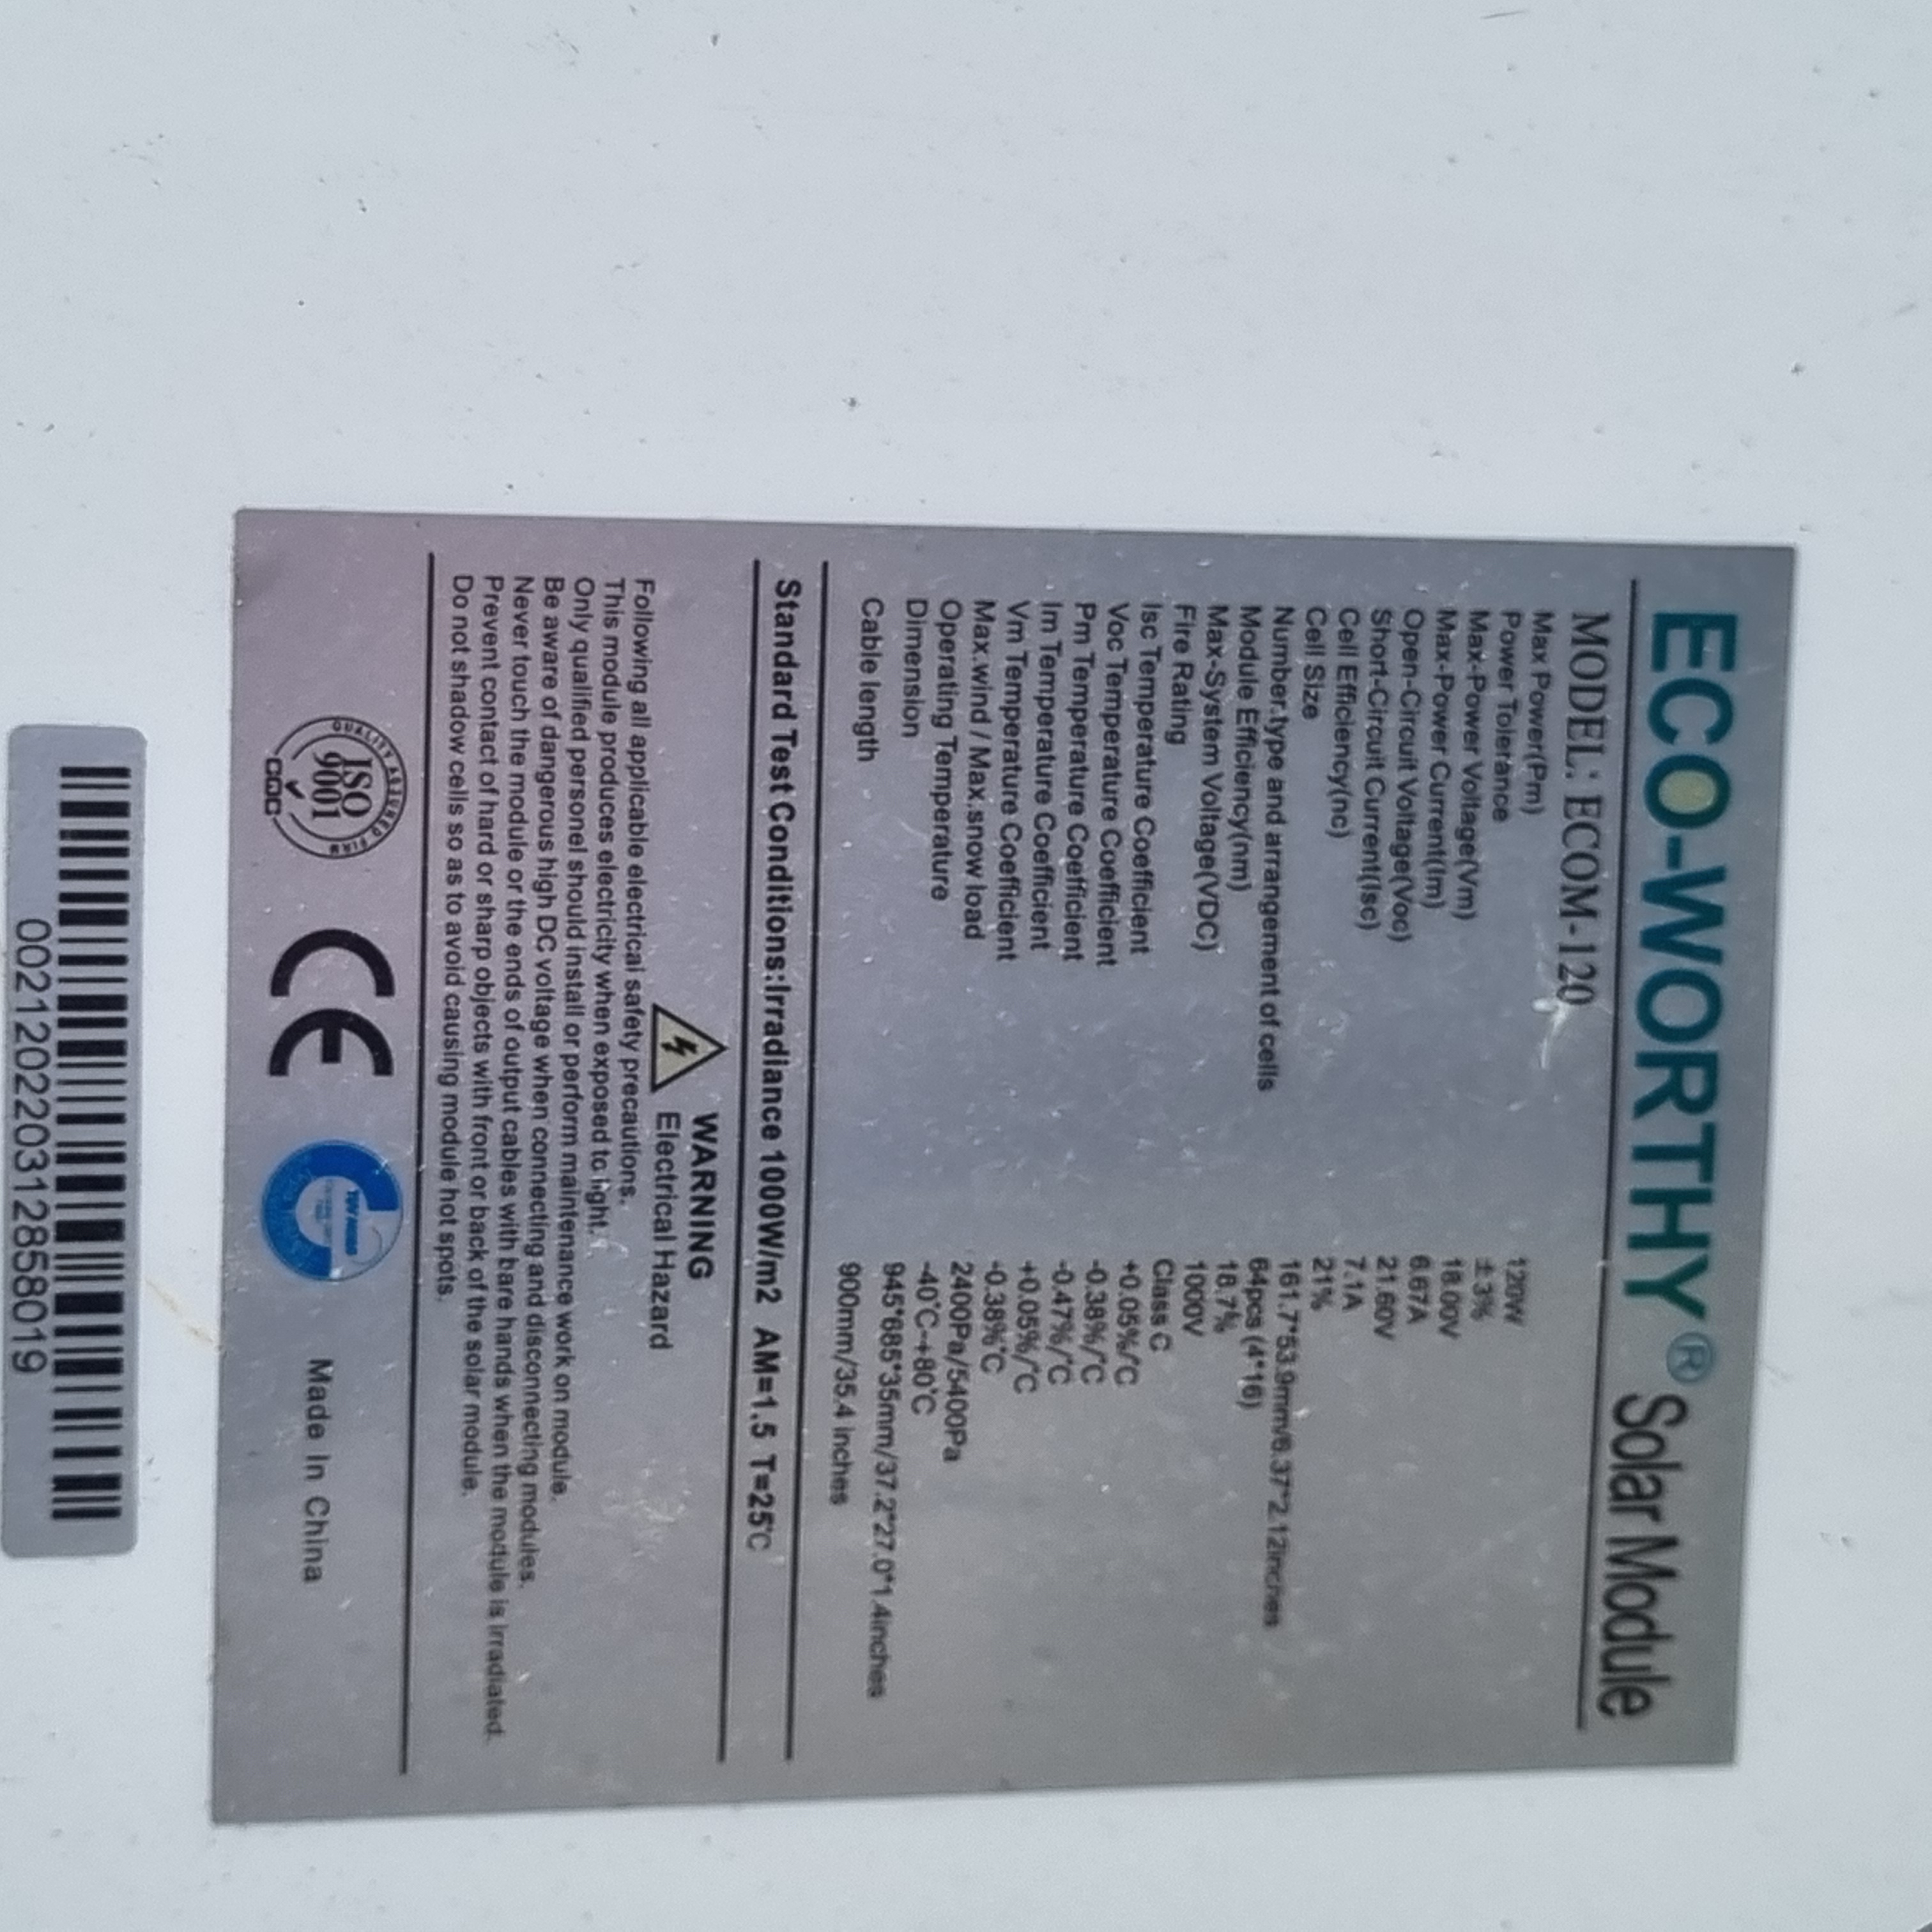 ECO-WORTHY® Solar Module
MODEL: ECOM-120
Max Power(Pm) 120W
Power Tolerance ±3%
Max-Power Voltage(Vm) 18.00V
Max-Power Current(Im) 6.67A
Open-Circuit Voltage(Voc) 21.60V
Short-Circuit Current(Isc) 7.1A
Cell Efficiency(nc) 21%
Cell Size 161.7*53.9mm/6.37*2.12inches
Number.type and arrangement of cells 64pcs (4*16)
Module Efficiency(nm) 18.7%
Max-System Voltage(VDC) 1000V
Fire Rating Class C
Isc Temperature Coefficient +0.05%/°C
Voc Temperature Coefficient -0.38%/°C
Pm Temperature Coefficient -0.47%/°C
Im Temperature Coefficient +0.05%/°C
Vm Temperature Coefficient -0.38%°C
Max.wind / Max.snow load 2400Pa/5400Pa
Operating Temperature -40°C-+80°C
Dimension 945*685*35mm/37.2*27.0*1.4inches
Cable length 900mm/35.4 inches
Standard Test Conditions:Irradiance 1000W/m2 AM=1.5 T=25°C
WARNING
Electrical Hazard
Following all applicable electrical safety precautions.
This module produces electricity when exposed to light.
Only qualified personel should install or perform maintenance work on module.
Be aware of dangerous high DC voltage when connecting and disconnecting modules.
Never touch the module or the ends of output cables with bare hands when the module is irradiated.
Prevent contact of hard or sharp objects with front or back of the solar module.
Do not shadow cells so as to avoid causing module hot spots.
QUALITY ASSURED FIRM
ISO
9001
CQC
CE
TUV NORD
Made In China
002120220312858019